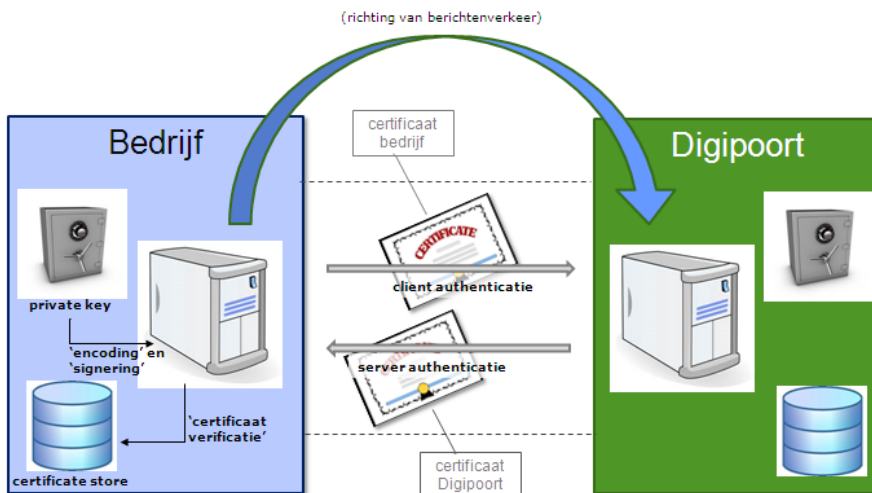 (richting van berichtenverkeer)
Bedrijf
certificaat
bedrijf
Digipoort
CERTIFICATE
client authenticatie
private key
'encoding' en
'signering'
CERTIFICATE
server authenticatie
'certificaat
verificatie'
certificate store
certificaat
Digipoort